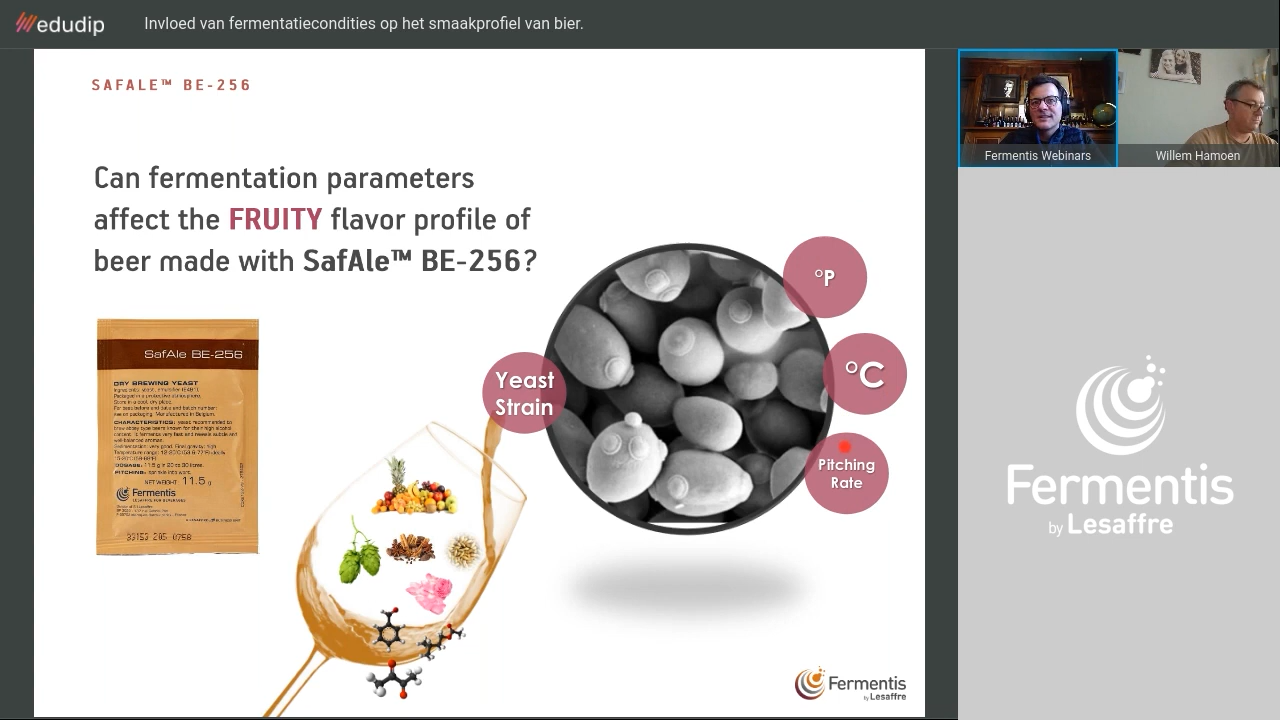 edudip
Invloed van fermentatiecondities op het smaakprofiel van bier.
SAFALE™ BE-256
Can fermentation parameters
affect the FRUITY flavor profile of
beer made with SafAle™ BE-256?
°P
°C
Yeast
Strain
Pitching
Rate
SafAle BE-256
DRY BREWING YEAST
NET WEIGHT 11.5 g
Fermentis
Fermentis
by Lesaffre
Fermentis Webinars
Willem Hamoen
Fermentis
by Lesaffre